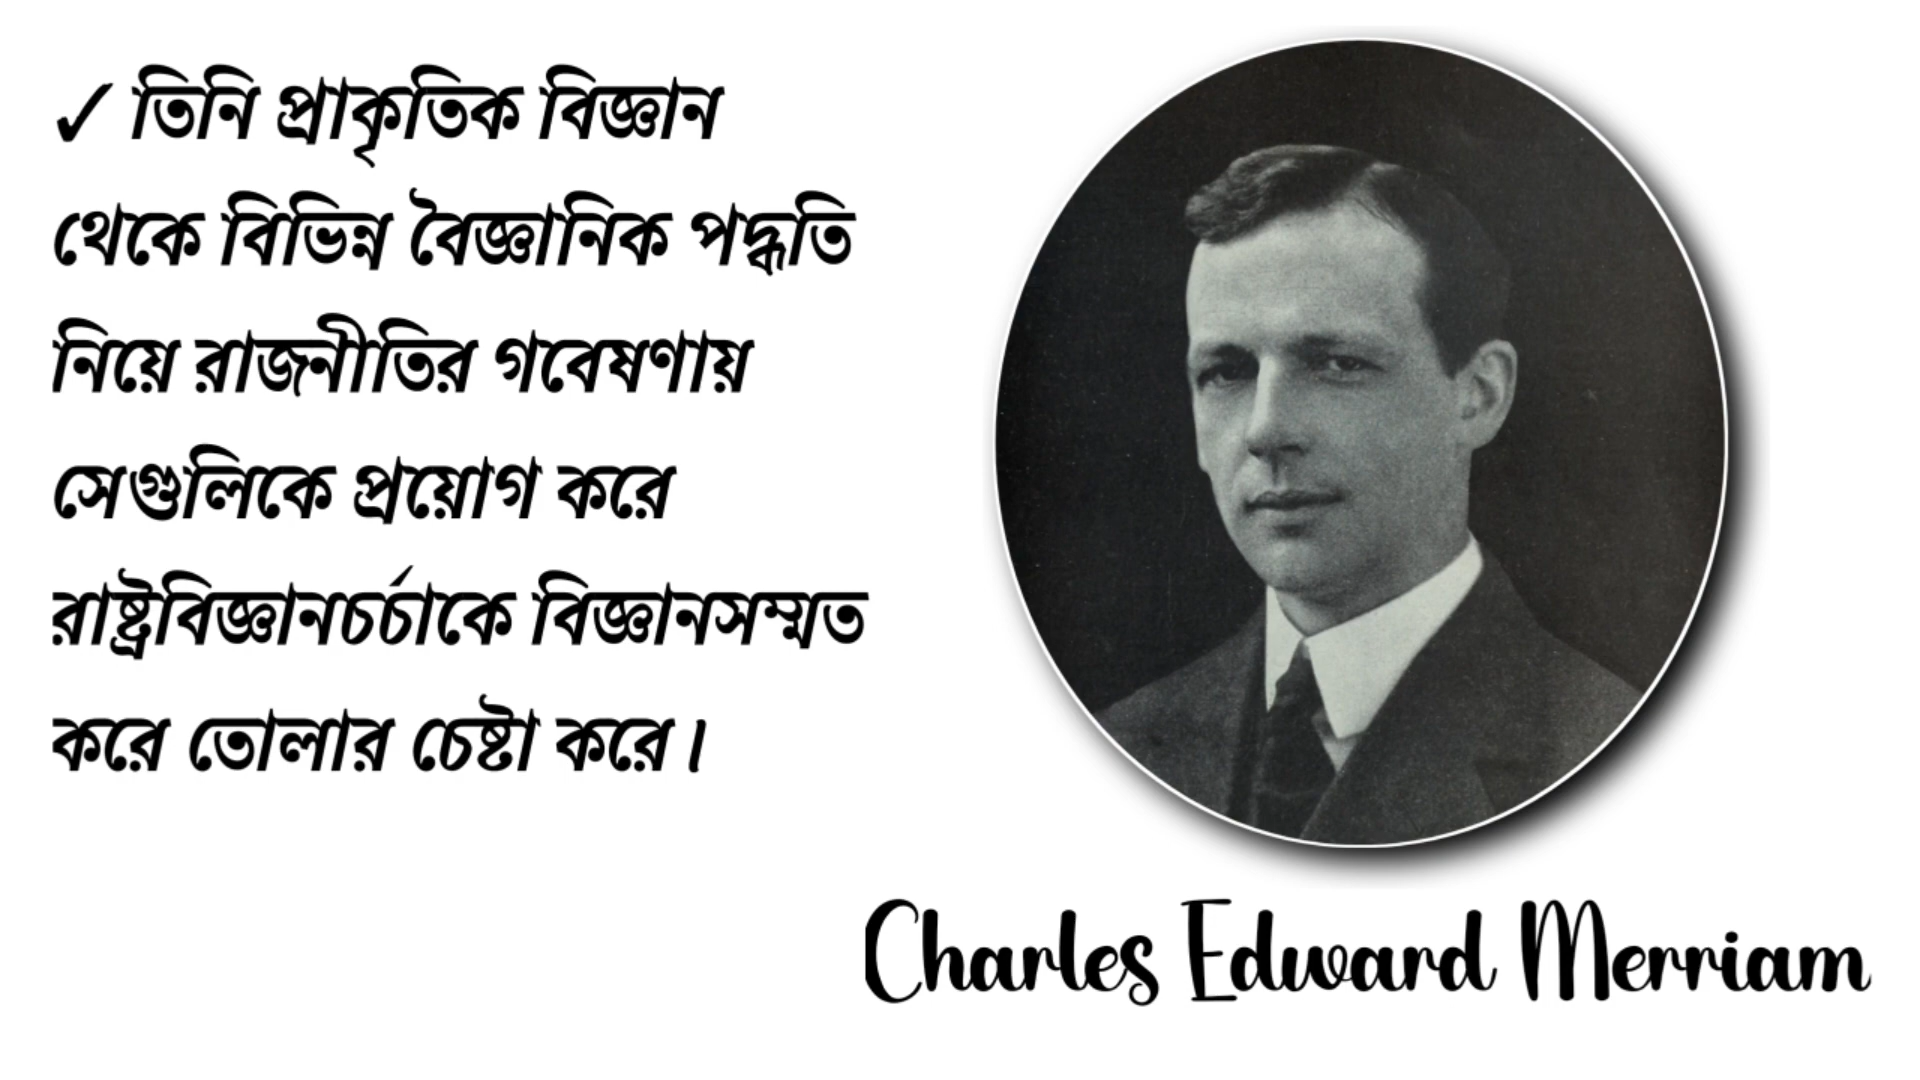 ✓ তিনি প্রাকৃতিক বিজ্ঞান
থেকে বিভিন্ন বৈজ্ঞানিক পদ্ধতি
নিয়ে রাজনীতির গবেষণায়
সেগুলিকে প্রয়োগ করে
রাষ্ট্রবিজ্ঞানচর্চাকে বিজ্ঞানসম্মত
করে তোলার চেষ্টা করে।
Charles Edward Merriam